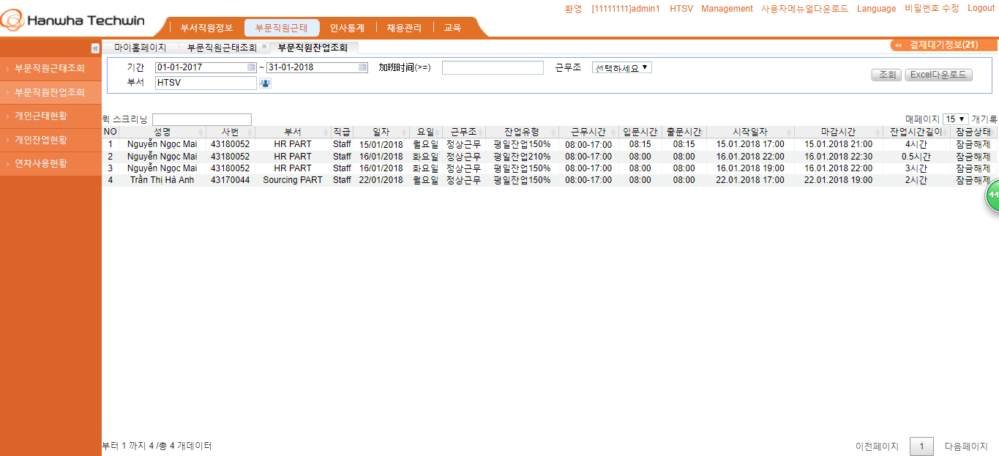 환영 [11111111]admin1 HTSV Management 사용자메뉴얼다운로드 Language 비밀번호 수정 Logout
Hanwha Techwin
부서직원정보 부문직원근태 인사통계 채용관리 교육
« 마이홈페이지 부문직원근태조회 × 부문직원잔업조회 « 결재대기정보(21)
부문직원근태조회
부문직원잔업조회
개인근태현황
개인잔업현황
연차사용현황
기간 01-01-2017 ~ 31-01-2018 加班时间(>=) 근무조 선택하세요 ▼
부서 HTSV 조회 Excel다운로드
퀵 스크리닝 매페이지 15 ▼ 개기록
NO 성명 사번 부서 직급 일자 요일 근무조 잔업유형 근무시간 입문시간 출문시간 시작일자 마감시간 잔업시간길이 잠금상태
1 Nguyễn Ngọc Mai 43180052 HR PART Staff 15/01/2018 월요일 정상근무 평일잔업150% 08:00-17:00 08:15 08:15 15.01.2018 17:00 15.01.2018 21:00 4시간 잠금해제
2 Nguyễn Ngọc Mai 43180052 HR PART Staff 16/01/2018 화요일 정상근무 평일잔업210% 08:00-17:00 08:00 08:00 16.01.2018 22:00 16.01.2018 22:30 0.5시간 잠금해제
3 Nguyễn Ngọc Mai 43180052 HR PART Staff 16/01/2018 화요일 정상근무 평일잔업150% 08:00-17:00 08:00 08:00 16.01.2018 19:00 16.01.2018 22:00 3시간 잠금해제
4 Trần Thị Hà Anh 43170044 Sourcing PART Staff 22/01/2018 월요일 정상근무 평일잔업150% 08:00-17:00 08:00 08:00 22.01.2018 17:00 22.01.2018 19:00 2시간 잠금해제
44
부터 1 까지 4 /총 4 개데이터 이전페이지 1 다음페이지